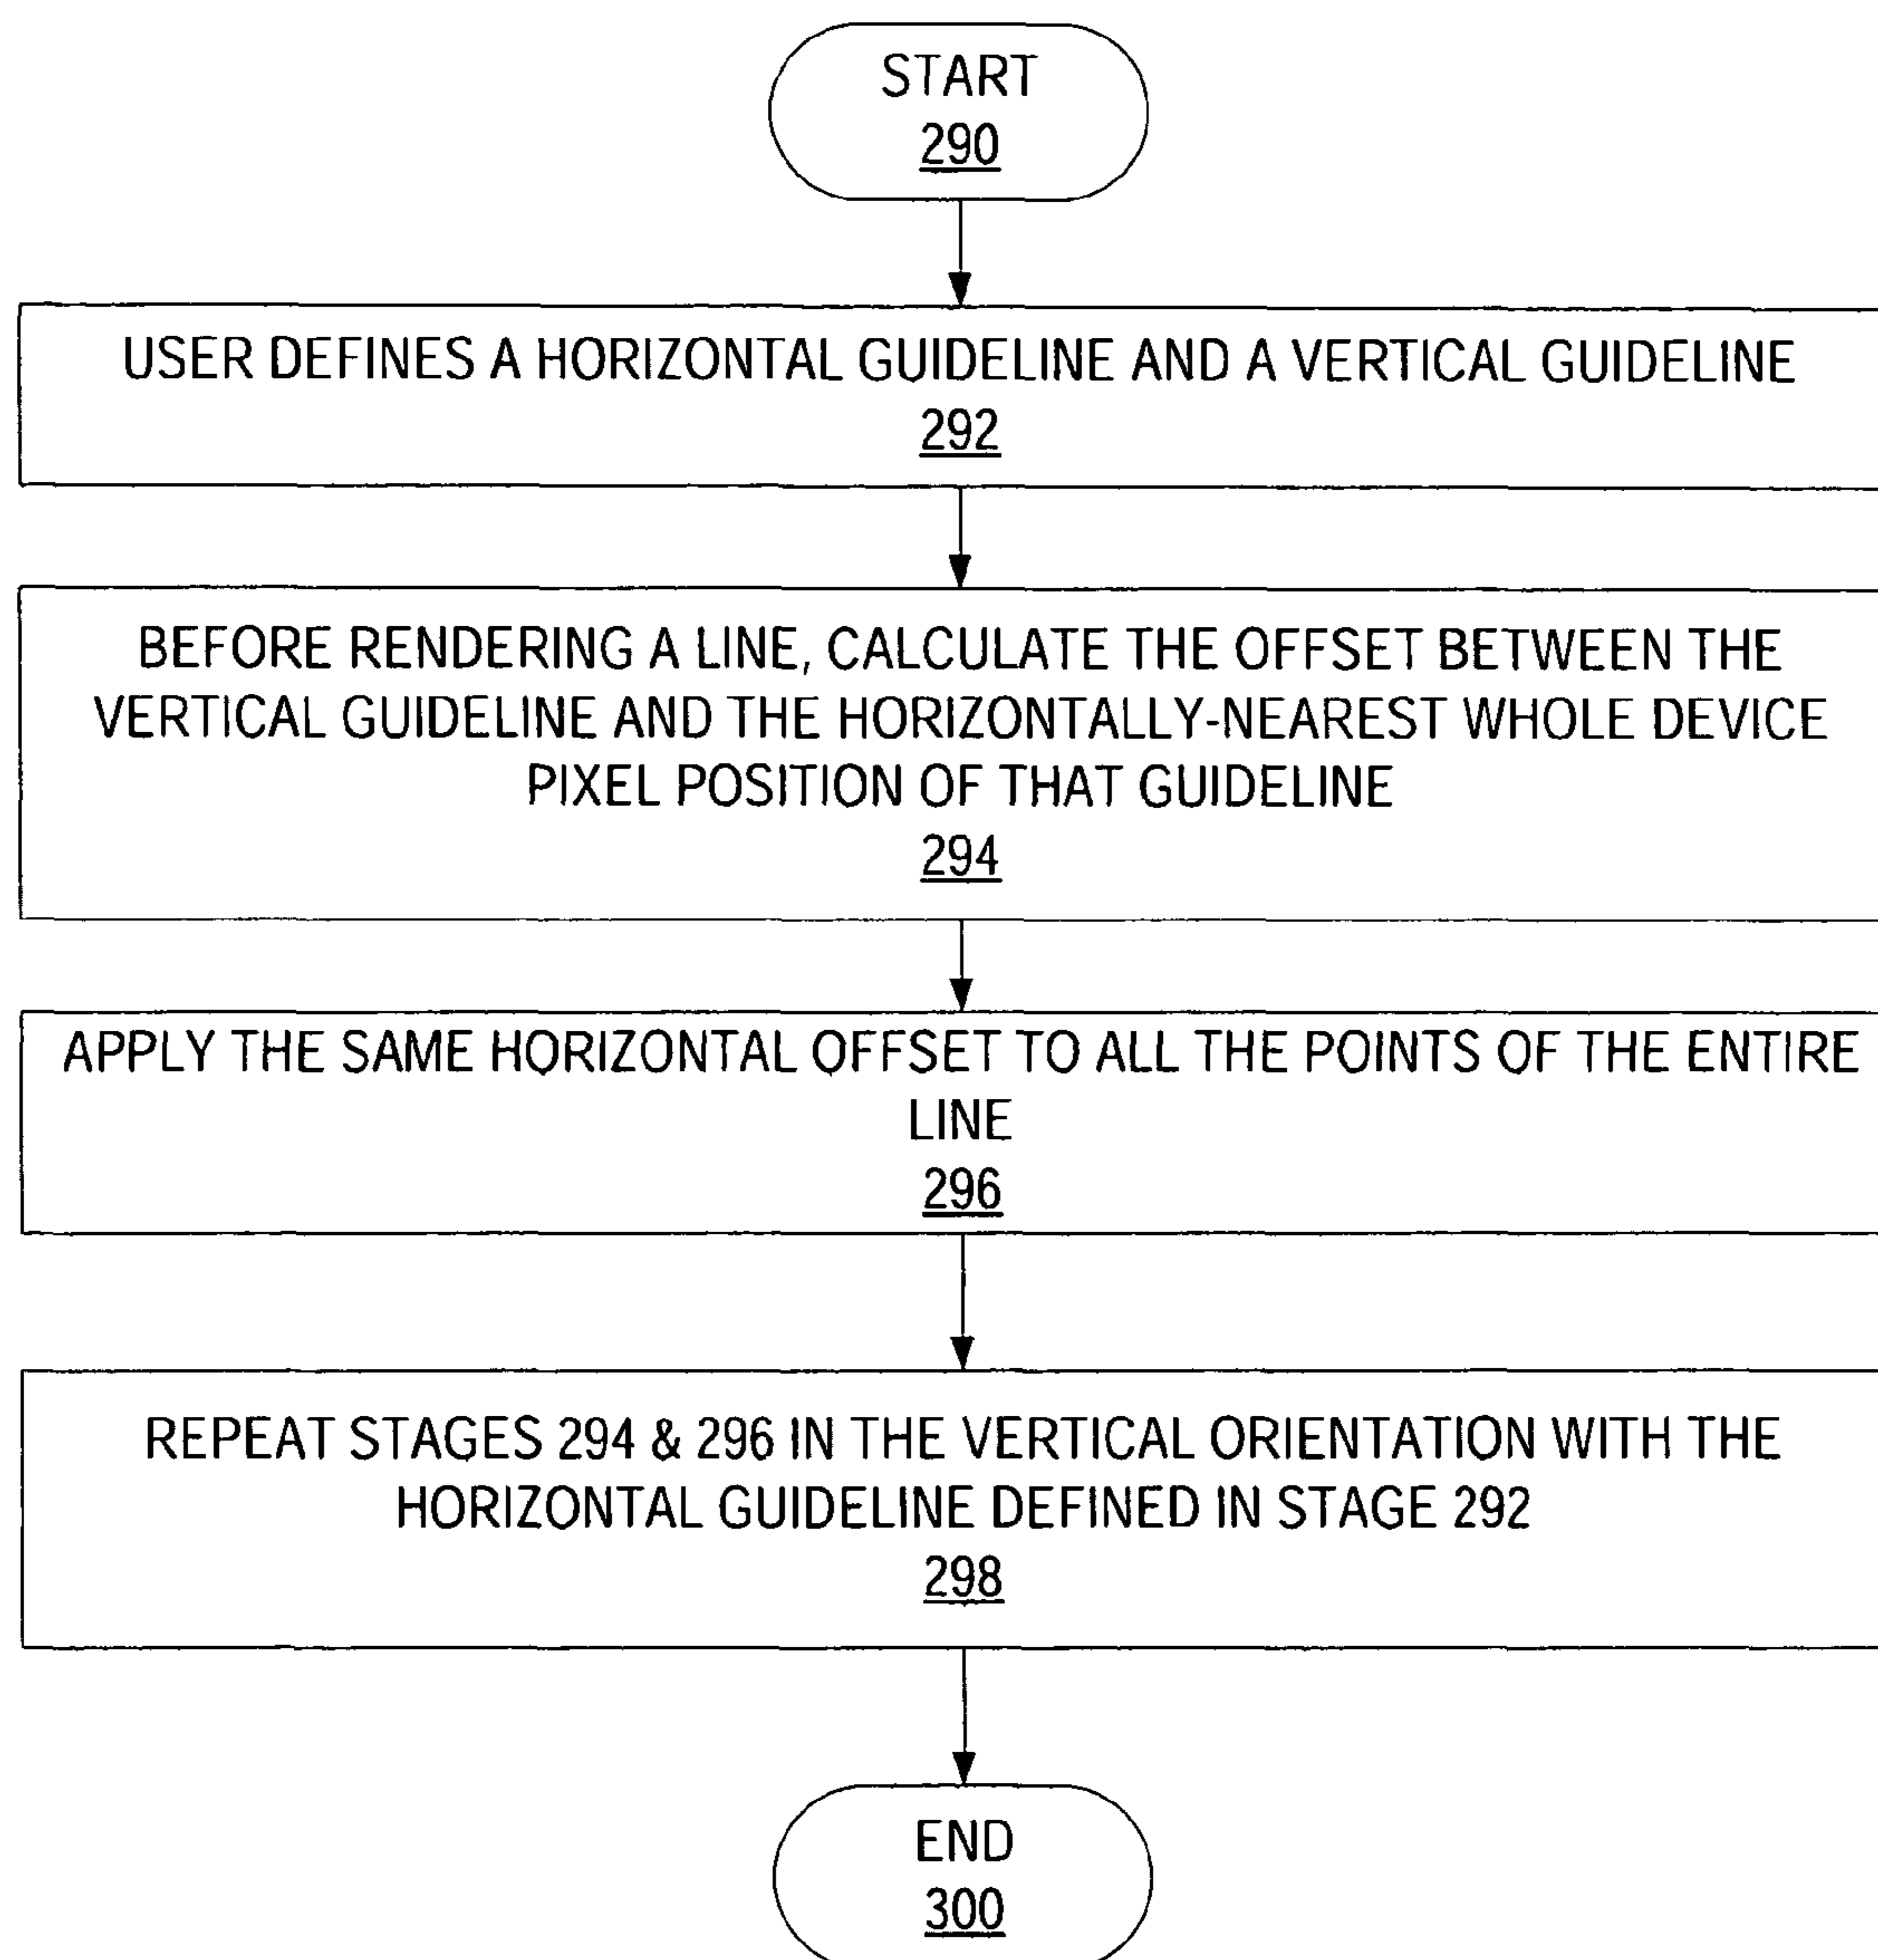 START
290
USER DEFINES A HORIZONTAL GUIDELINE AND A VERTICAL GUIDELINE
292
BEFORE RENDERING A LINE, CALCULATE THE OFFSET BETWEEN THE
VERTICAL GUIDELINE AND THE HORIZONTALLY-NEAREST WHOLE DEVICE
PIXEL POSITION OF THAT GUIDELINE
294
APPLY THE SAME HORIZONTAL OFFSET TO ALL THE POINTS OF THE ENTIRE
LINE
296
REPEAT STAGES 294 & 296 IN THE VERTICAL ORIENTATION WITH THE
HORIZONTAL GUIDELINE DEFINED IN STAGE 292
298
END
300